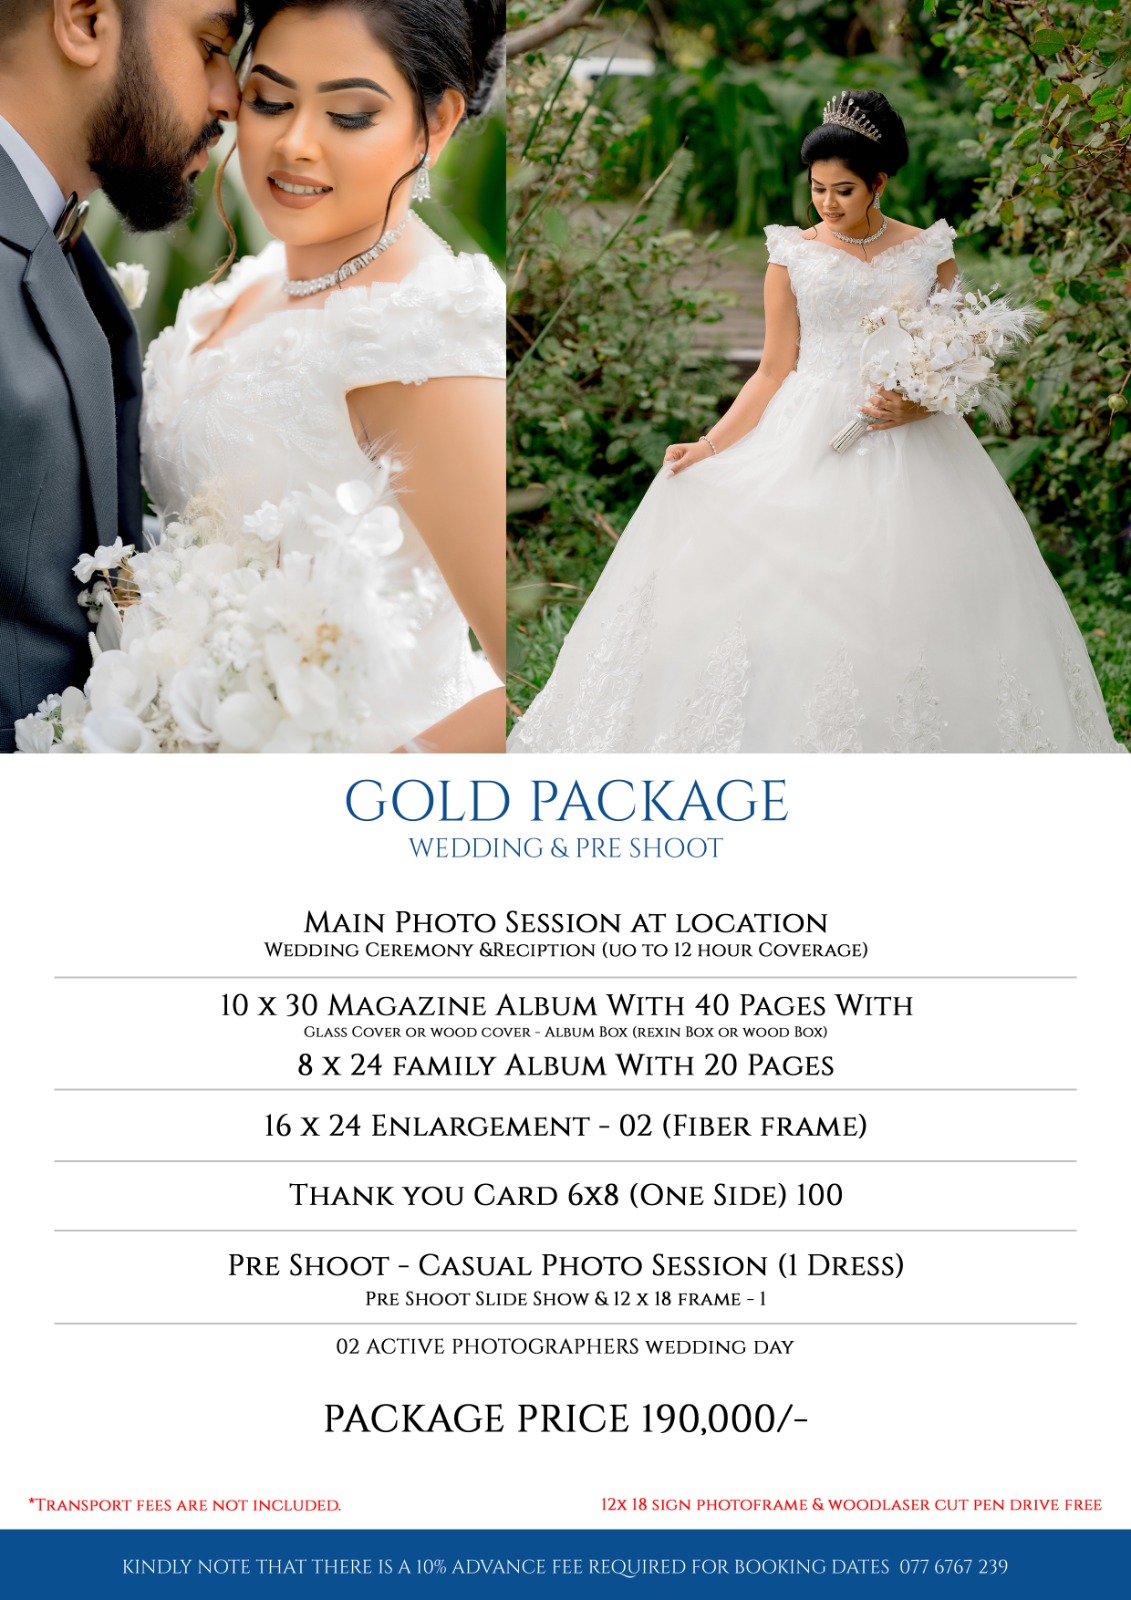 GOLD PACKAGE
WEDDING & PRE SHOOT
Main Photo Session at location
Wedding Ceremony &Reciption (uo to 12 hour Coverage)
10 x 30 Magazine Album With 40 Pages With
Glass Cover or wood cover - Album Box (rexin Box or wood Box)
8 x 24 family Album With 20 Pages
16 x 24 Enlargement - 02 (Fiber frame)
Thank you Card 6x8 (One Side) 100
Pre Shoot - Casual Photo Session (1 Dress)
Pre Shoot Slide Show & 12 x 18 frame - 1
02 ACTIVE PHOTOGRAPHERS wedding day
PACKAGE PRICE 190,000/-
*Transport fees are not included.
12x 18 sign photoframe & woodlaser cut pen drive free
KINDLY NOTE THAT THERE IS A 10% ADVANCE FEE REQUIRED FOR BOOKING DATES 077 6767 239